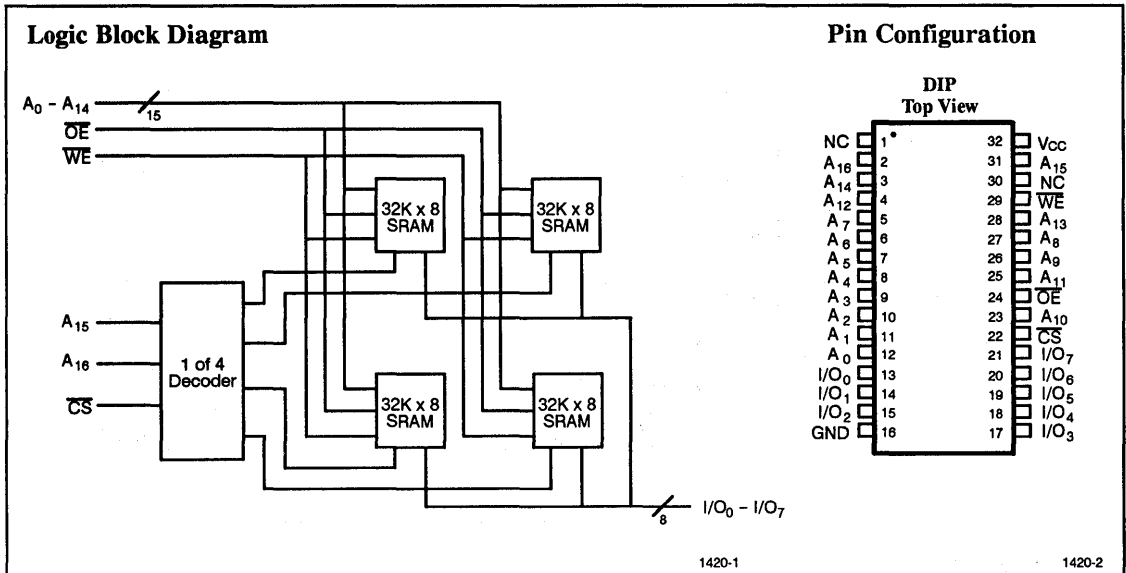 Logic Block Diagram
A0 – A14
15
OE
WE
32K x 8
SRAM
32K x 8
SRAM
A15
A16
CS
1 of 4
Decoder
32K x 8
SRAM
32K x 8
SRAM
8
I/O0 – I/O7
1420-1
Pin Configuration
DIP
Top View
NC 1 32 VCC
A16 2 31 A15
A14 3 30 NC
A12 4 29 WE
A7 5 28 A13
A6 6 27 A8
A5 7 26 A9
A4 8 25 A11
A3 9 24 OE
A2 10 23 A10
A1 11 22 CS
A0 12 21 I/O7
I/O0 13 20 I/O6
I/O1 14 19 I/O5
I/O2 15 18 I/O4
GND 16 17 I/O3
1420-2